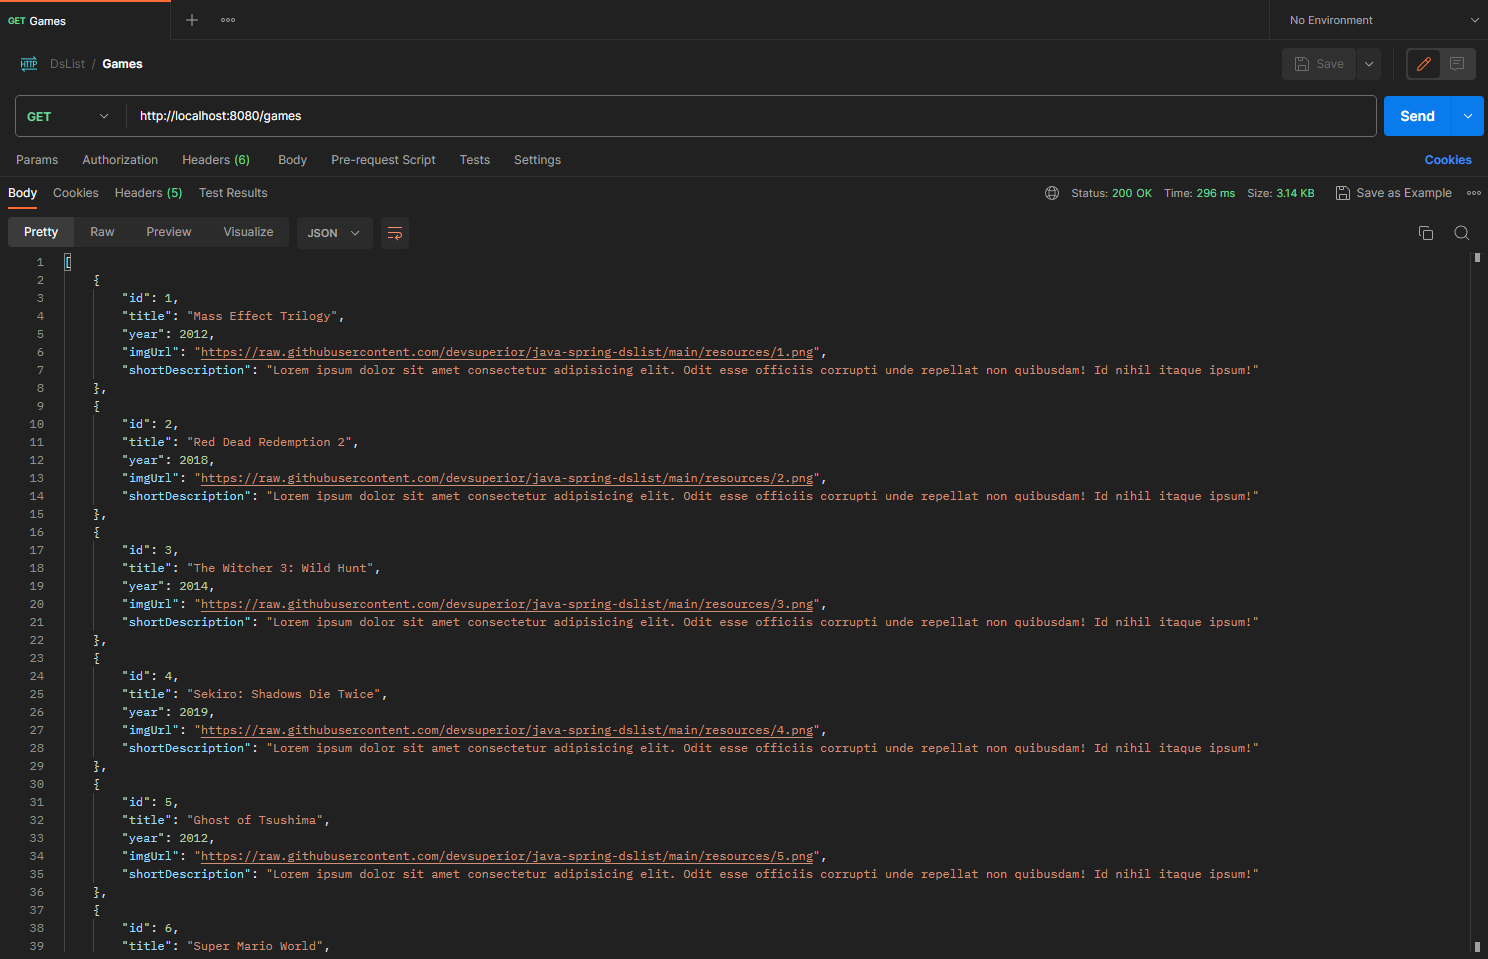 GET Games
No Environment
HTTP DsList / Games
Save
GET http://localhost:8080/games Send
Params Authorization Headers (6) Body Pre-request Script Tests Settings Cookies
Body Cookies Headers (5) Test Results Status: 200 OK Time: 296 ms Size: 3.14 KB Save as Example
Pretty Raw Preview Visualize JSON
1 [
2 {
3 "id": 1,
4 "title": "Mass Effect Trilogy",
5 "year": 2012,
6 "imgUrl": "https://raw.githubusercontent.com/devsuperior/java-spring-dslist/main/resources/1.png",
7 "shortDescription": "Lorem ipsum dolor sit amet consectetur adipisicing elit. Odit esse officiis corrupti unde repellat non quibusdam! Id nihil itaque ipsum!"
8 },
9 {
10 "id": 2,
11 "title": "Red Dead Redemption 2",
12 "year": 2018,
13 "imgUrl": "https://raw.githubusercontent.com/devsuperior/java-spring-dslist/main/resources/2.png",
14 "shortDescription": "Lorem ipsum dolor sit amet consectetur adipisicing elit. Odit esse officiis corrupti unde repellat non quibusdam! Id nihil itaque ipsum!"
15 },
16 {
17 "id": 3,
18 "title": "The Witcher 3: Wild Hunt",
19 "year": 2014,
20 "imgUrl": "https://raw.githubusercontent.com/devsuperior/java-spring-dslist/main/resources/3.png",
21 "shortDescription": "Lorem ipsum dolor sit amet consectetur adipisicing elit. Odit esse officiis corrupti unde repellat non quibusdam! Id nihil itaque ipsum!"
22 },
23 {
24 "id": 4,
25 "title": "Sekiro: Shadows Die Twice",
26 "year": 2019,
27 "imgUrl": "https://raw.githubusercontent.com/devsuperior/java-spring-dslist/main/resources/4.png",
28 "shortDescription": "Lorem ipsum dolor sit amet consectetur adipisicing elit. Odit esse officiis corrupti unde repellat non quibusdam! Id nihil itaque ipsum!"
29 },
30 {
31 "id": 5,
32 "title": "Ghost of Tsushima",
33 "year": 2012,
34 "imgUrl": "https://raw.githubusercontent.com/devsuperior/java-spring-dslist/main/resources/5.png",
35 "shortDescription": "Lorem ipsum dolor sit amet consectetur adipisicing elit. Odit esse officiis corrupti unde repellat non quibusdam! Id nihil itaque ipsum!"
36 },
37 {
38 "id": 6,
39 "title": "Super Mario World",